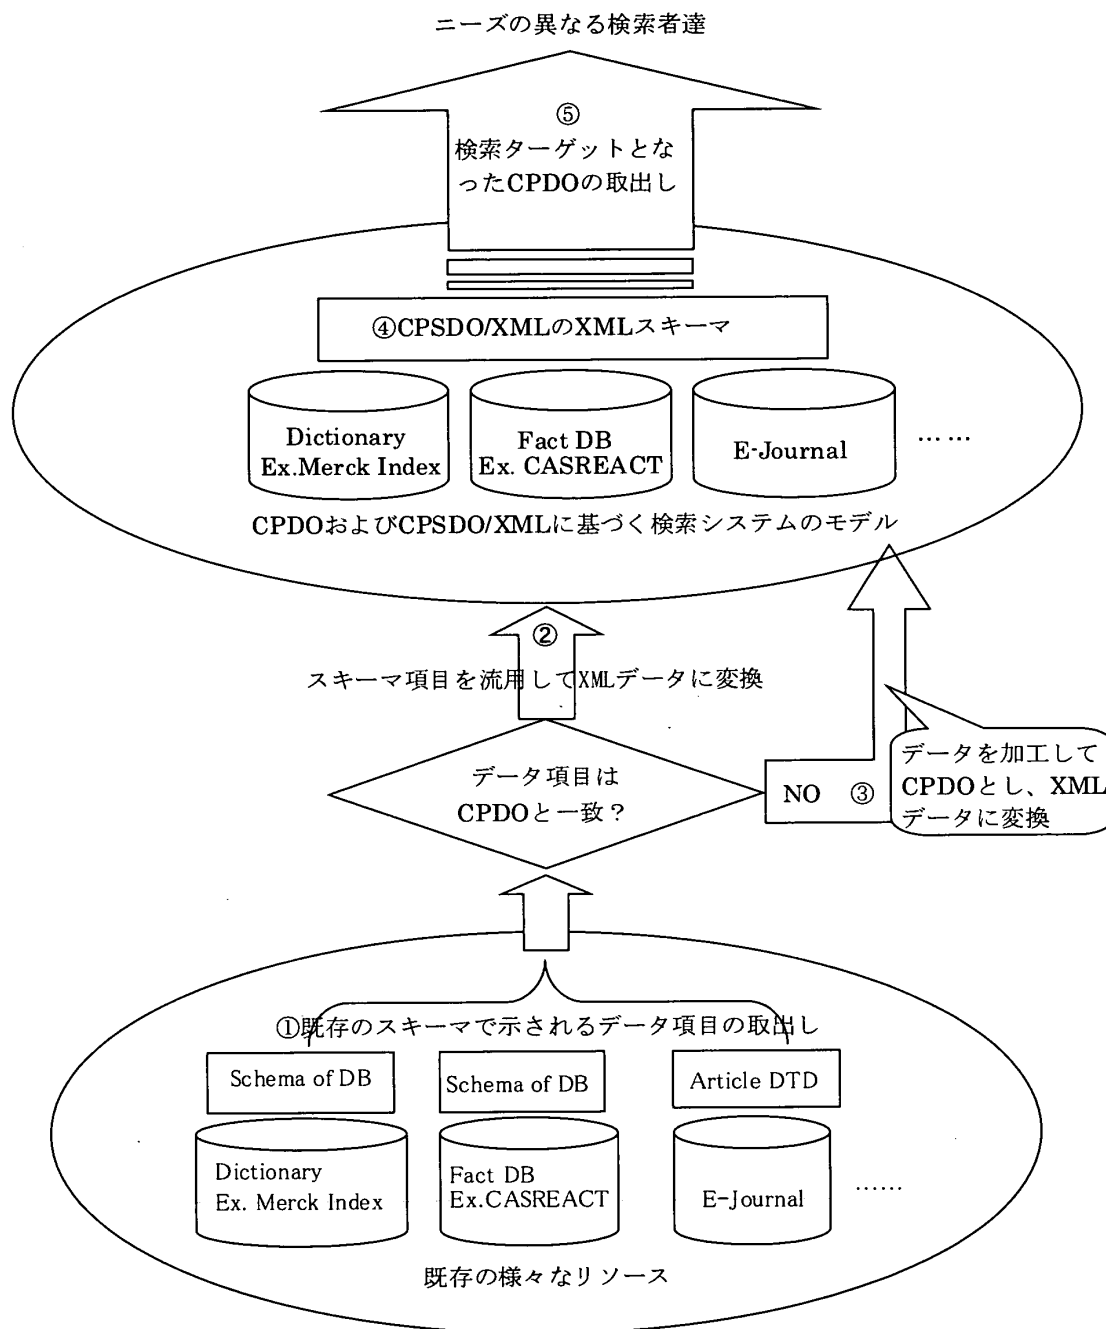 ニーズの異なる検索者達
⑤
検索ターゲットとな
ったCPDOの取出し
④CPSDO/XMLのXMLスキーマ
Dictionary
Ex.Merck Index
Fact DB
Ex. CASREACT
E-Journal
……
CPDOおよびCPSDO/XMLに基づく検索システムのモデル
②
スキーマ項目を流用してXMLデータに変換
データ項目は
CPDOと一致？
NO ③
データを加工して
CPDOとし、XML
データに変換
①既存のスキーマで示されるデータ項目の取出し
Schema of DB
Schema of DB
Article DTD
Dictionary
Ex. Merck Index
Fact DB
Ex.CASREACT
E-Journal
……
既存の様々なリソース